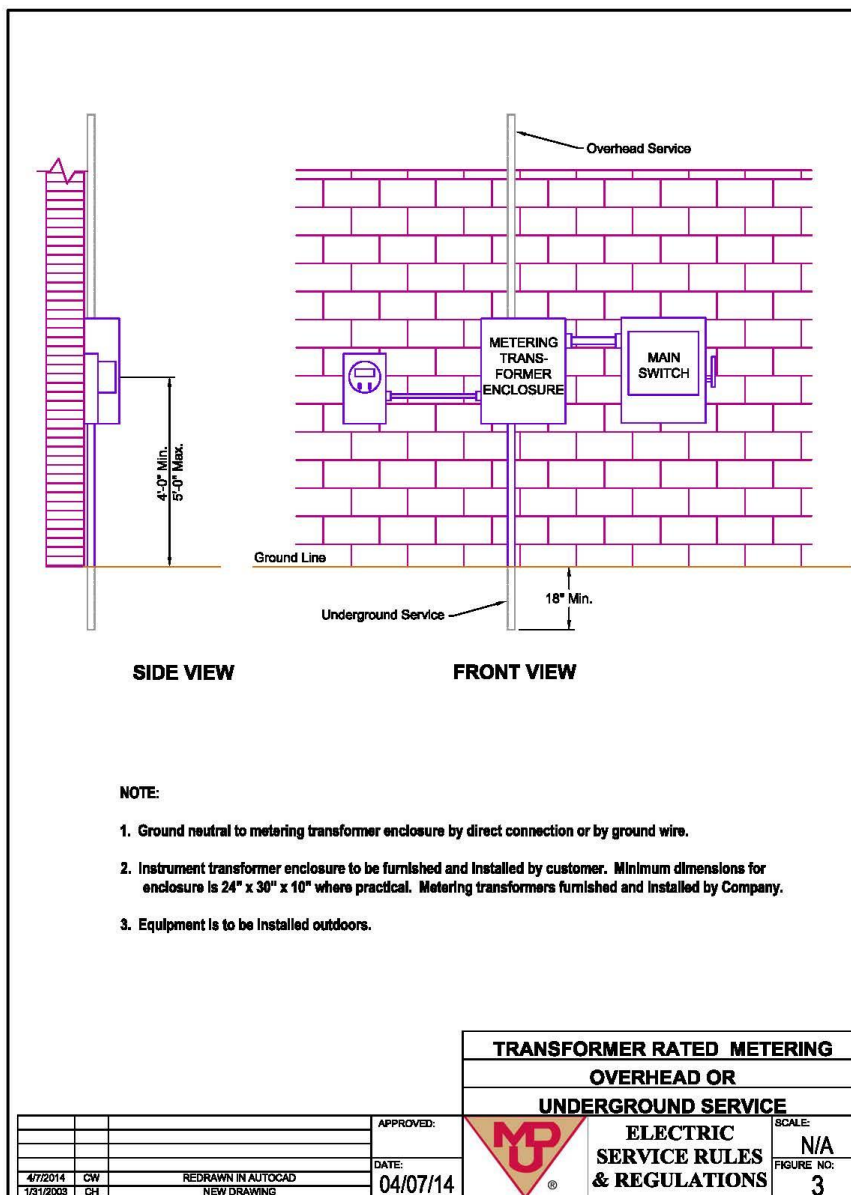 Overhead Service
METERING
TRANS-
FORMER
ENCLOSURE
MAIN
SWITCH
4'-0" Min.
5'-0" Max.
Ground Line
Underground Service
18" Min.
SIDE VIEW
FRONT VIEW
NOTE:
1. Ground neutral to metering transformer enclosure by direct connection or by ground wire.
2. Instrument transformer enclosure to be furnished and installed by customer. Minimum dimensions for
enclosure is 24" x 30" x 10" where practical. Metering transformers furnished and installed by Company.
3. Equipment is to be installed outdoors.
TRANSFORMER RATED METERING
OVERHEAD OR
UNDERGROUND SERVICE
APPROVED:
DATE:
04/07/14
4/7/2014 CW REDRAWN IN AUTOCAD
1/31/2003 CH NEW DRAWING
MDU
®
ELECTRIC
SERVICE RULES
& REGULATIONS
SCALE:
N/A
FIGURE NO:
3